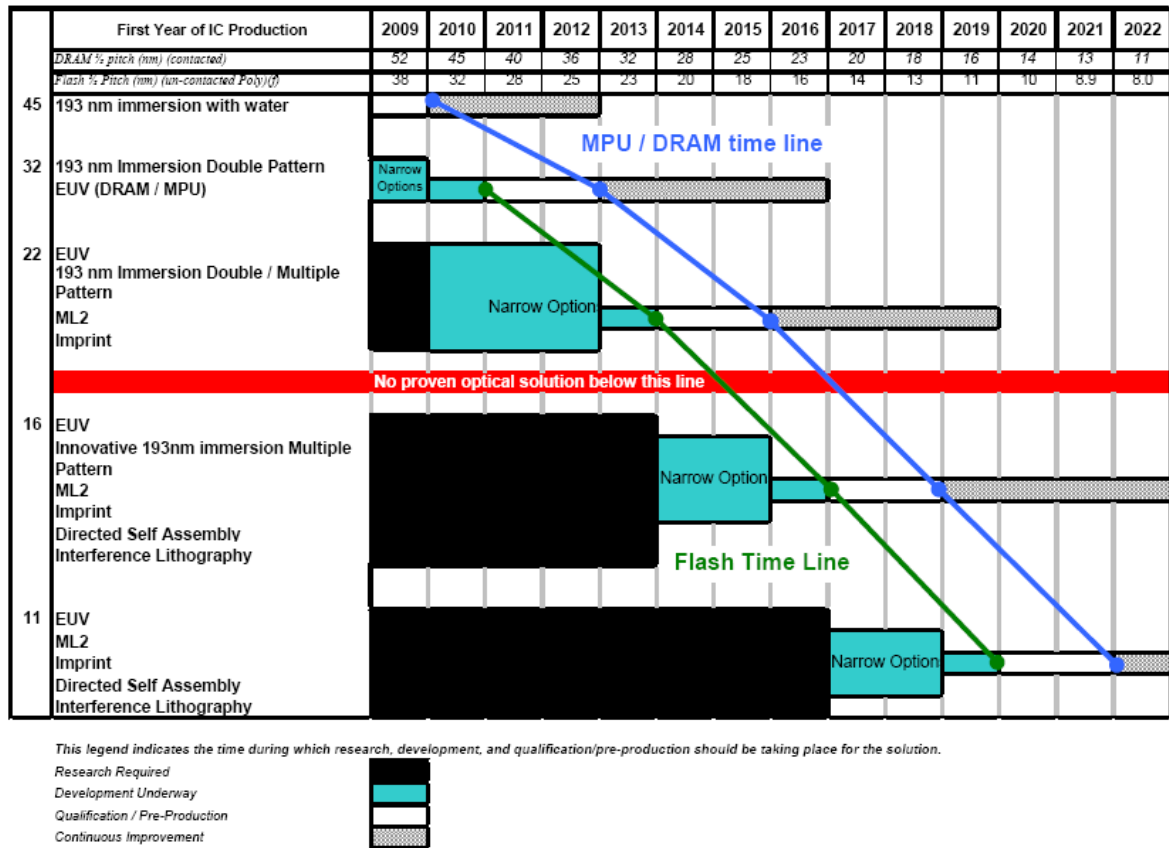 First Year of IC Production 2009 2010 2011 2012 2013 2014 2015 2016 2017 2018 2019 2020 2021 2022
DRAM ½ pitch (nm) (contacted) 52 45 40 36 32 28 25 23 20 18 16 14 13 11
Flash ½ Pitch (nm) (un-contacted Poly)(f) 38 32 28 25 23 20 18 16 14 13 11 10 8.9 8.0
45 193 nm immersion with water
MPU / DRAM time line
32 193 nm Immersion Double Pattern
EUV (DRAM / MPU)
Narrow
Options
22 EUV
193 nm Immersion Double / Multiple
Pattern
ML2
Imprint
Narrow Option
No proven optical solution below this line
16 EUV
Innovative 193nm immersion Multiple
Pattern
ML2
Imprint
Directed Self Assembly
Interference Lithography
Narrow Option
Flash Time Line
11 EUV
ML2
Imprint
Directed Self Assembly
Interference Lithography
Narrow Option
This legend indicates the time during which research, development, and qualification/pre-production should be taking place for the solution.
Research Required
Development Underway
Qualification / Pre-Production
Continuous Improvement